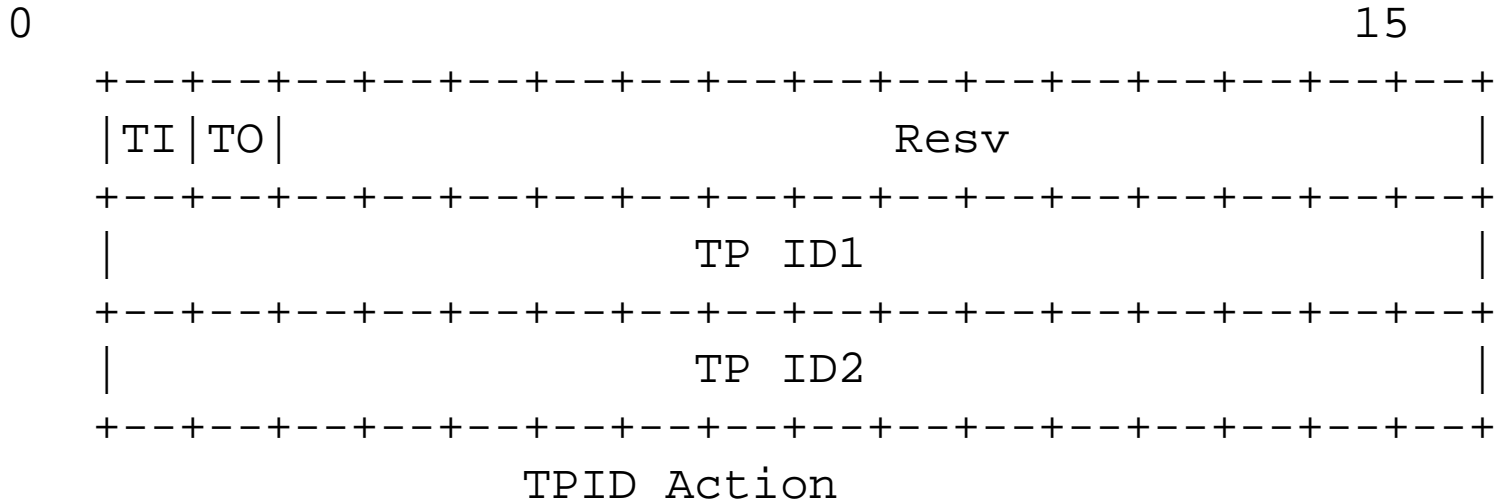 0                                                             15
    +--+--+--+--+--+--+--+--+--+--+--+--+--+--+--+--+
    |TI|TO|                    Resv                 |
    +--+--+--+--+--+--+--+--+--+--+--+--+--+--+--+--+
    |                    TP ID1                     |
    +--+--+--+--+--+--+--+--+--+--+--+--+--+--+--+--+
    |                    TP ID2                     |
    +--+--+--+--+--+--+--+--+--+--+--+--+--+--+--+--+
                   TPID Action